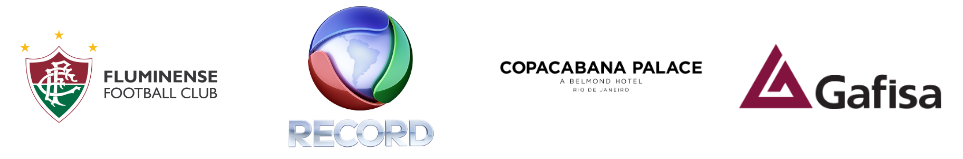 FLUMINENSE
FOOTBALL CLUB
RECORD
COPACABANA PALACE
A BELMOND HOTEL
RIO DE JANEIRO
Gafisa